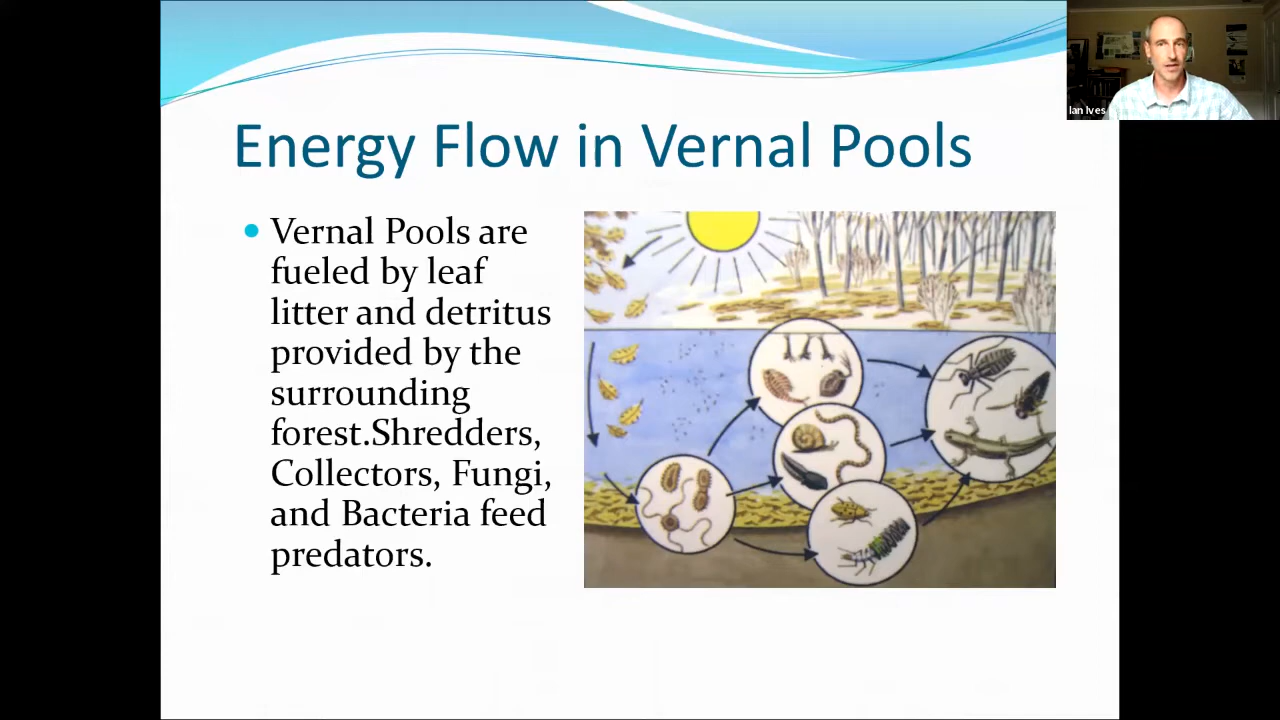 Ian Ives
Energy Flow in Vernal Pools
Vernal Pools are
fueled by leaf
litter and detritus
provided by the
surrounding
forest.Shredders,
Collectors, Fungi,
and Bacteria feed
predators.